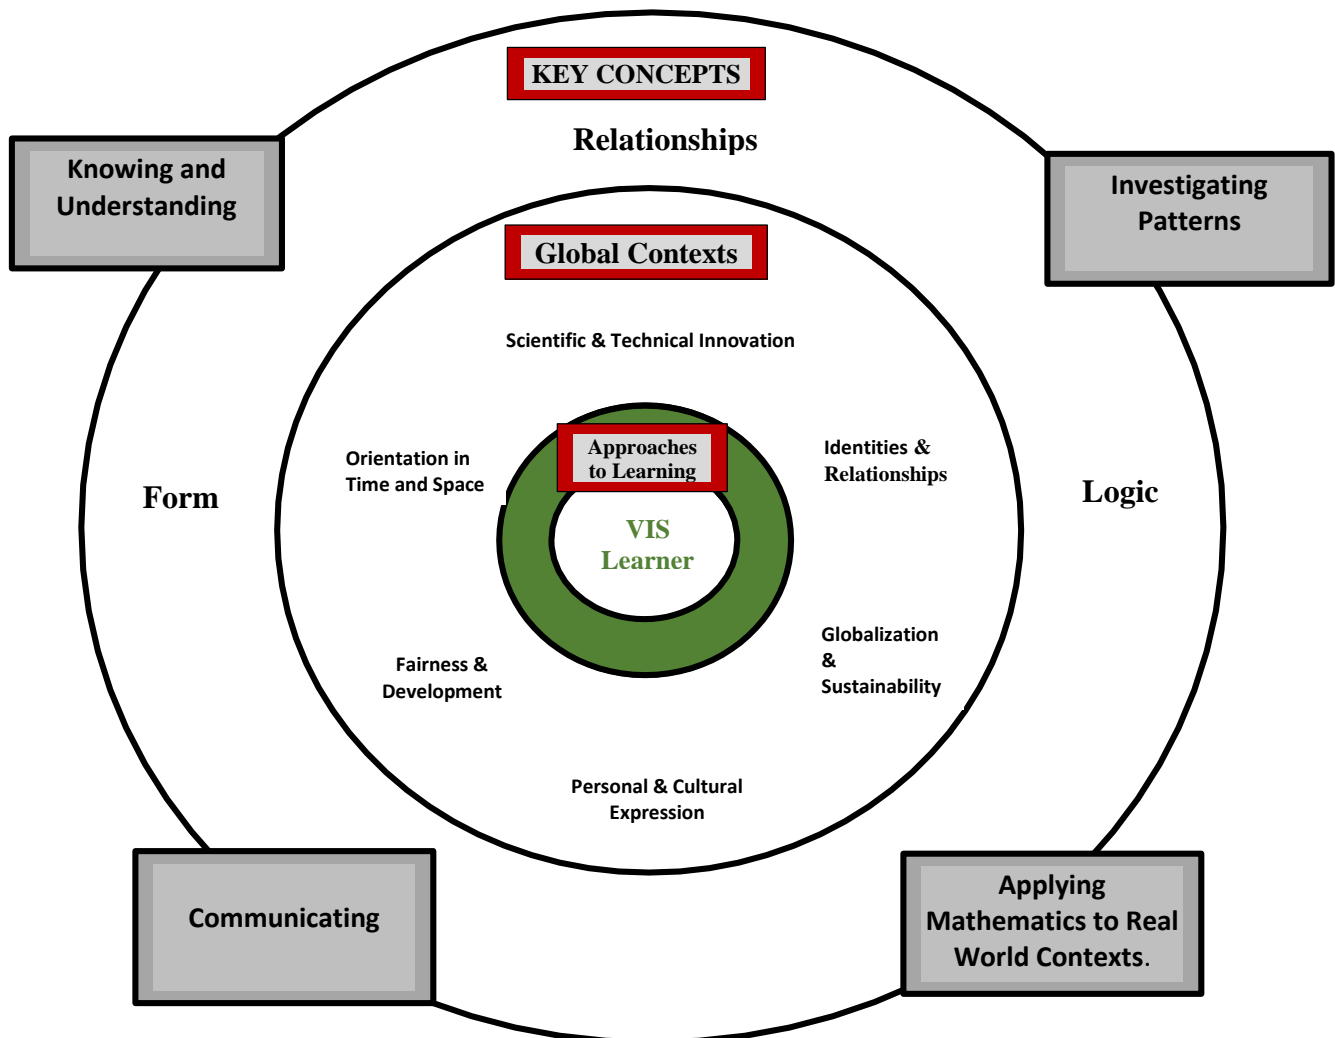 KEY CONCEPTS
Relationships
Knowing and
Understanding
Investigating
Patterns
Global Contexts
Scientific & Technical Innovation
Approaches
to Learning
Orientation in
Time and Space
Identities &
Relationships
Form
Logic
VIS
Learner
Fairness &
Development
Globalization
&
Sustainability
Personal & Cultural
Expression
Communicating
Applying
Mathematics to Real
World Contexts.